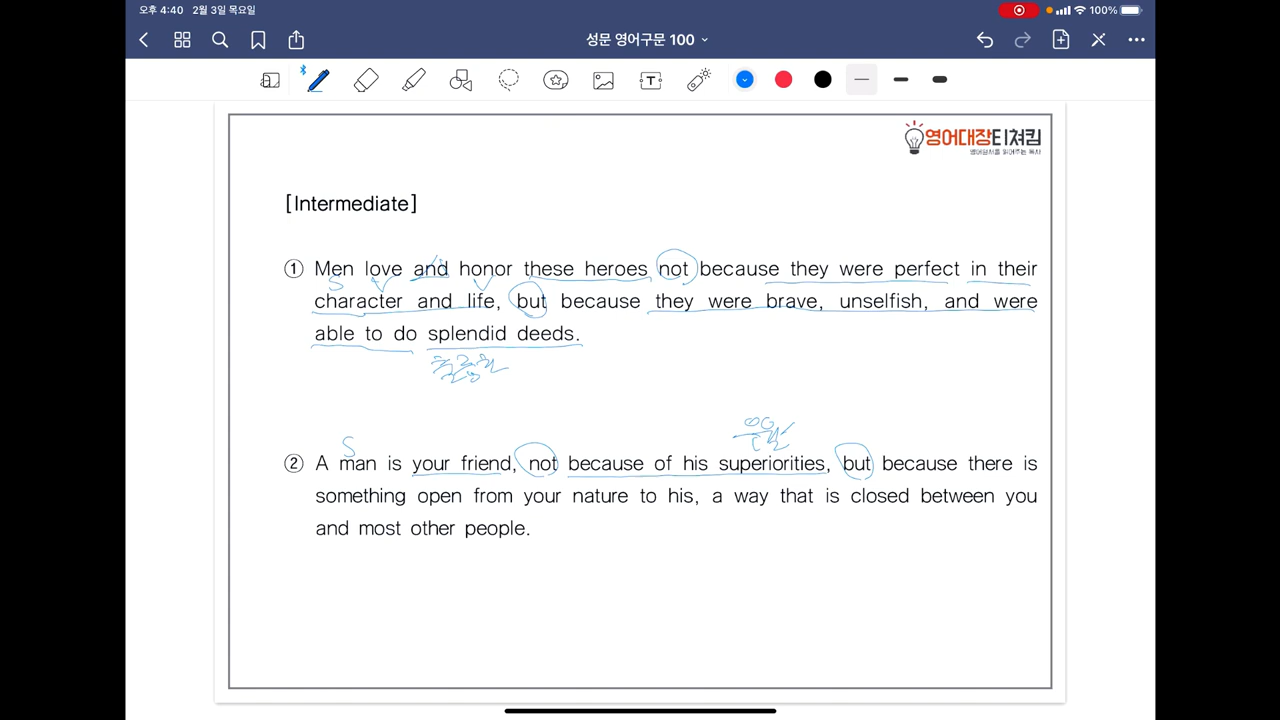 오후 4:40 2월 3일 목요일
100%
성문 영어구문 100
영어대장티쳐킴
[Intermediate]
① Men love and honor these heroes not because they were perfect in their
S V V
character and life, but because they were brave, unselfish, and were
able to do splendid deeds.
훌륭한
S
② A man is your friend, not because of his superiorities, but because there is
something open from your nature to his, a way that is closed between you
and most other people.